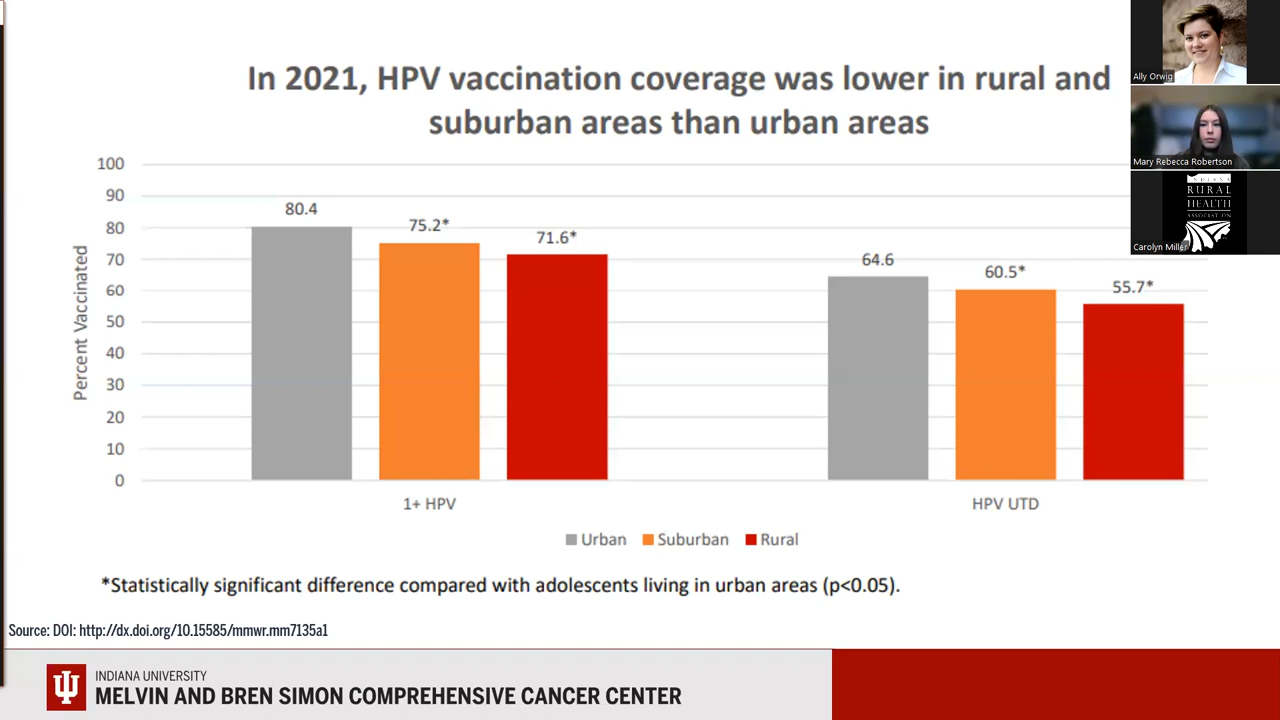 In 2021, HPV vaccination coverage was lower in rural and
suburban areas than urban areas
Percent Vaccinated
100
90
80
70
60
50
40
30
20
10
0
80.4
75.2*
71.6*
64.6
60.5*
55.7*
1+ HPV
HPV UTD
Urban
Suburban
Rural
*Statistically significant difference compared with adolescents living in urban areas (p<0.05).
Source: DOI: http://dx.doi.org/10.15585/mmwr.mm7135a1
INDIANA UNIVERSITY
MELVIN AND BREN SIMON COMPREHENSIVE CANCER CENTER
Ally Orwig
Mary Rebecca Robertson
INDIANA
RURAL
HEALTH
ASSOCIATION
Carolyn Miller